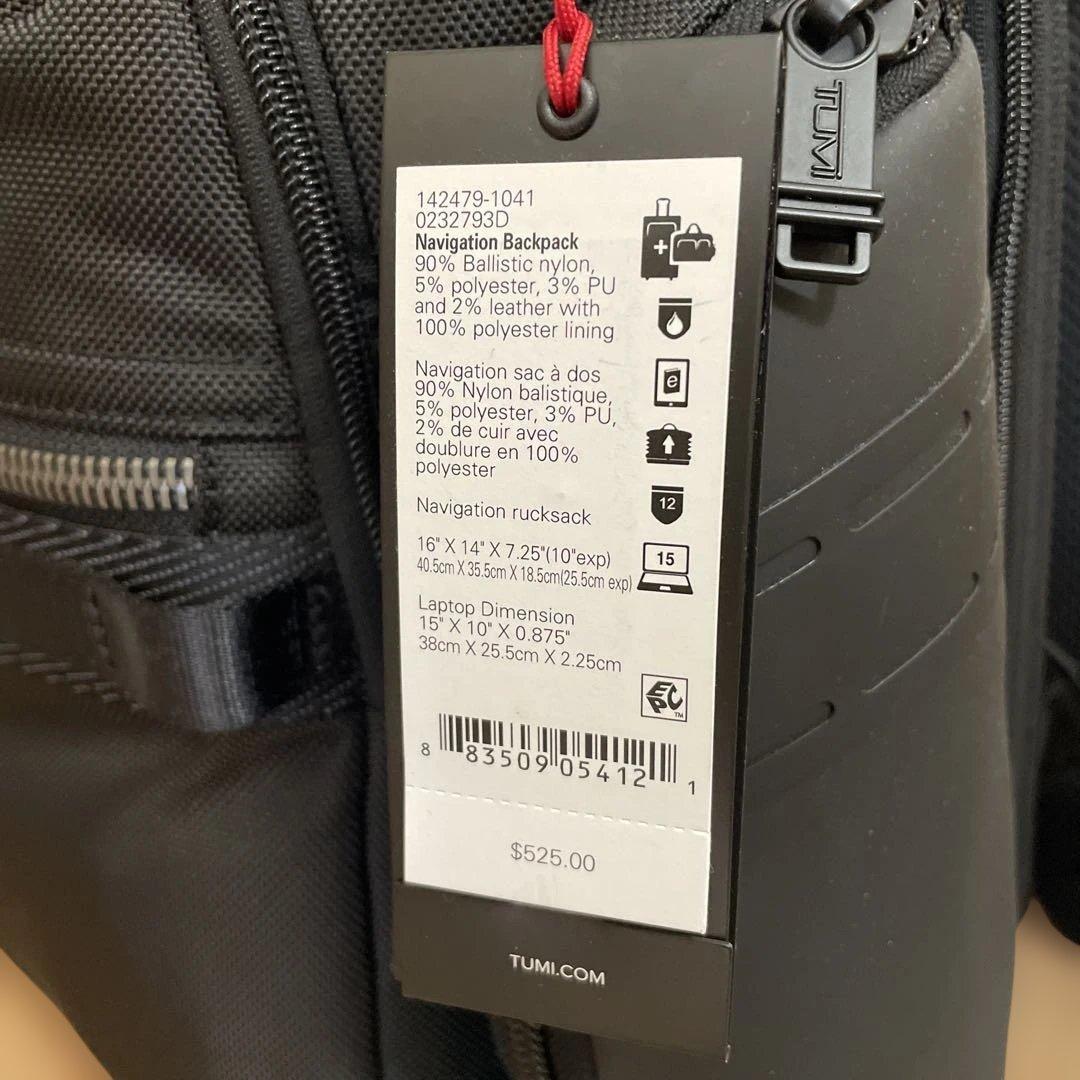 TUMI
142479-1041
0232793D
Navigation Backpack
90% Ballistic nylon,
5% polyester, 3% PU
and 2% leather with
100% polyester lining
Navigation sac à dos
90% Nylon balistique,
5% polyester, 3% PU,
2% de cuir avec
doublure en 100%
polyester
Navigation rucksack
16" X 14" X 7.25"(10"exp)
40.5cm X 35.5cm X 18.5cm(25.5cm exp)
Laptop Dimension
15" X 10" X 0.875"
38cm X 25.5cm X 2.25cm
e
12
15
EPC TM
8 83509 05412 1
$525.00
TUMI.COM